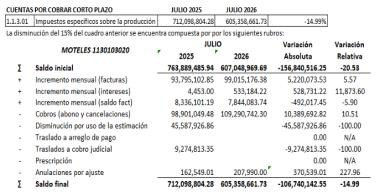 CUENTAS POR COBRAR CORTO PLAZO JULIO 2025 JULIO 2026
1.1.3.01 Impuestos específicos sobre la producción 712,098,804.28 605,358,661.73 -14.99%
La disminución del 15% del cuadro anterior se encuentra compuesta por por los siguientes rubros:
MOTELES 1130103020 JULIO Variación Variación
2025 2026 Absoluta Relativa
Σ Saldo inicial 763,889,485.94 607,048,969.69 -156,840,516.25 -20.53
+ Incremento mensual (facturas) 93,795,102.85 99,015,176.38 5,220,073.53 5.57
+ Incremento mensual (intereses) 4,453.00 533,184.22 528,731.22 11,873.60
+ Incremento mensual (saldo fact) 8,336,101.19 7,844,083.74 -492,017.45 -5.90
- Cobros (abono y cancelaciones) 98,901,049.48 109,290,742.30 10,389,692.82 10.51
- Disminución por uso de la estimación 45,587,926.86 -45,587,926.86 -100.00
- Traslado a arreglo de pago 0.00 N/A
- Traslados a cobro judicial 9,274,813.35 -9,274,813.35 -100.00
- Prescripción 0.00 N/A
- Anulaciones por ajuste 162,549.01 207,990.00 370,539.01 227.96
Σ Saldo final 712,098,804.28 605,358,661.73 -106,740,142.55 -14.99